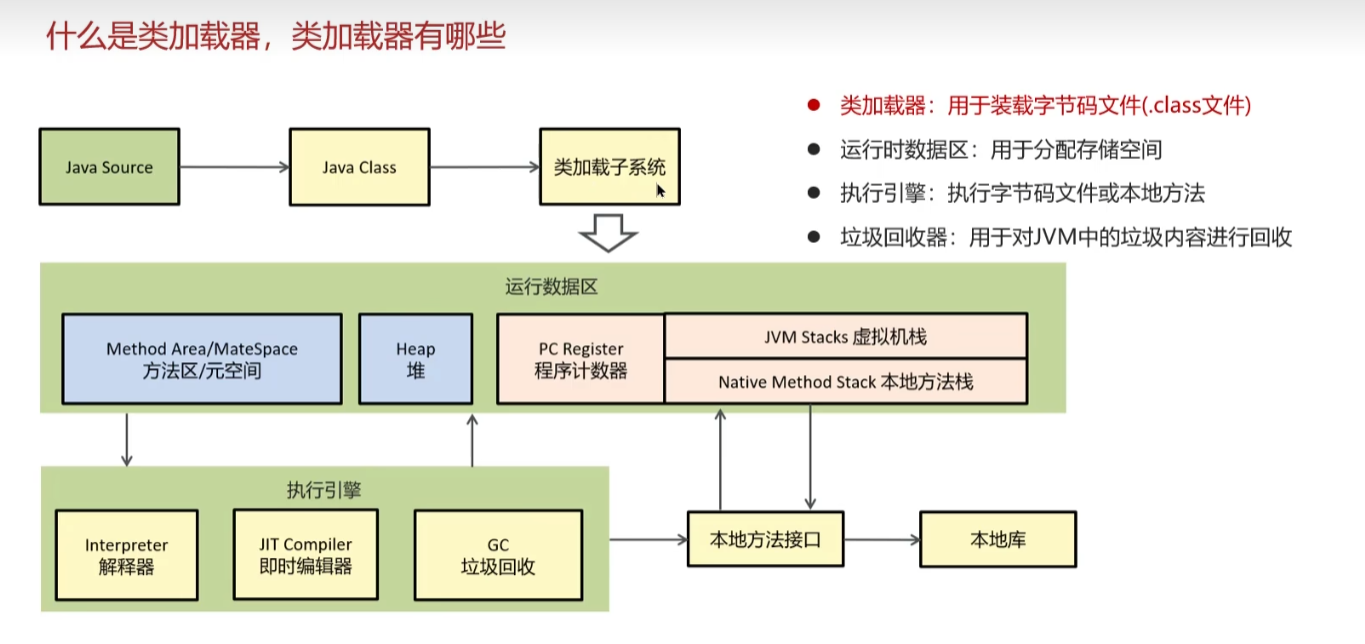 什么是类加载器，类加载器有哪些
Java Source
Java Class
类加载子系统
类加载器：用于装载字节码文件(.class文件)
运行时数据区：用于分配存储空间
执行引擎：执行字节码文件或本地方法
垃圾回收器：用于对JVM中的垃圾内容进行回收
运行数据区
Method Area/MateSpace
方法区/元空间
Heap
堆
PC Register
程序计数器
JVM Stacks 虚拟机栈
Native Method Stack 本地方法栈
执行引擎
Interpreter
解释器
JIT Compiler
即时编辑器
GC
垃圾回收
本地方法接口
本地库